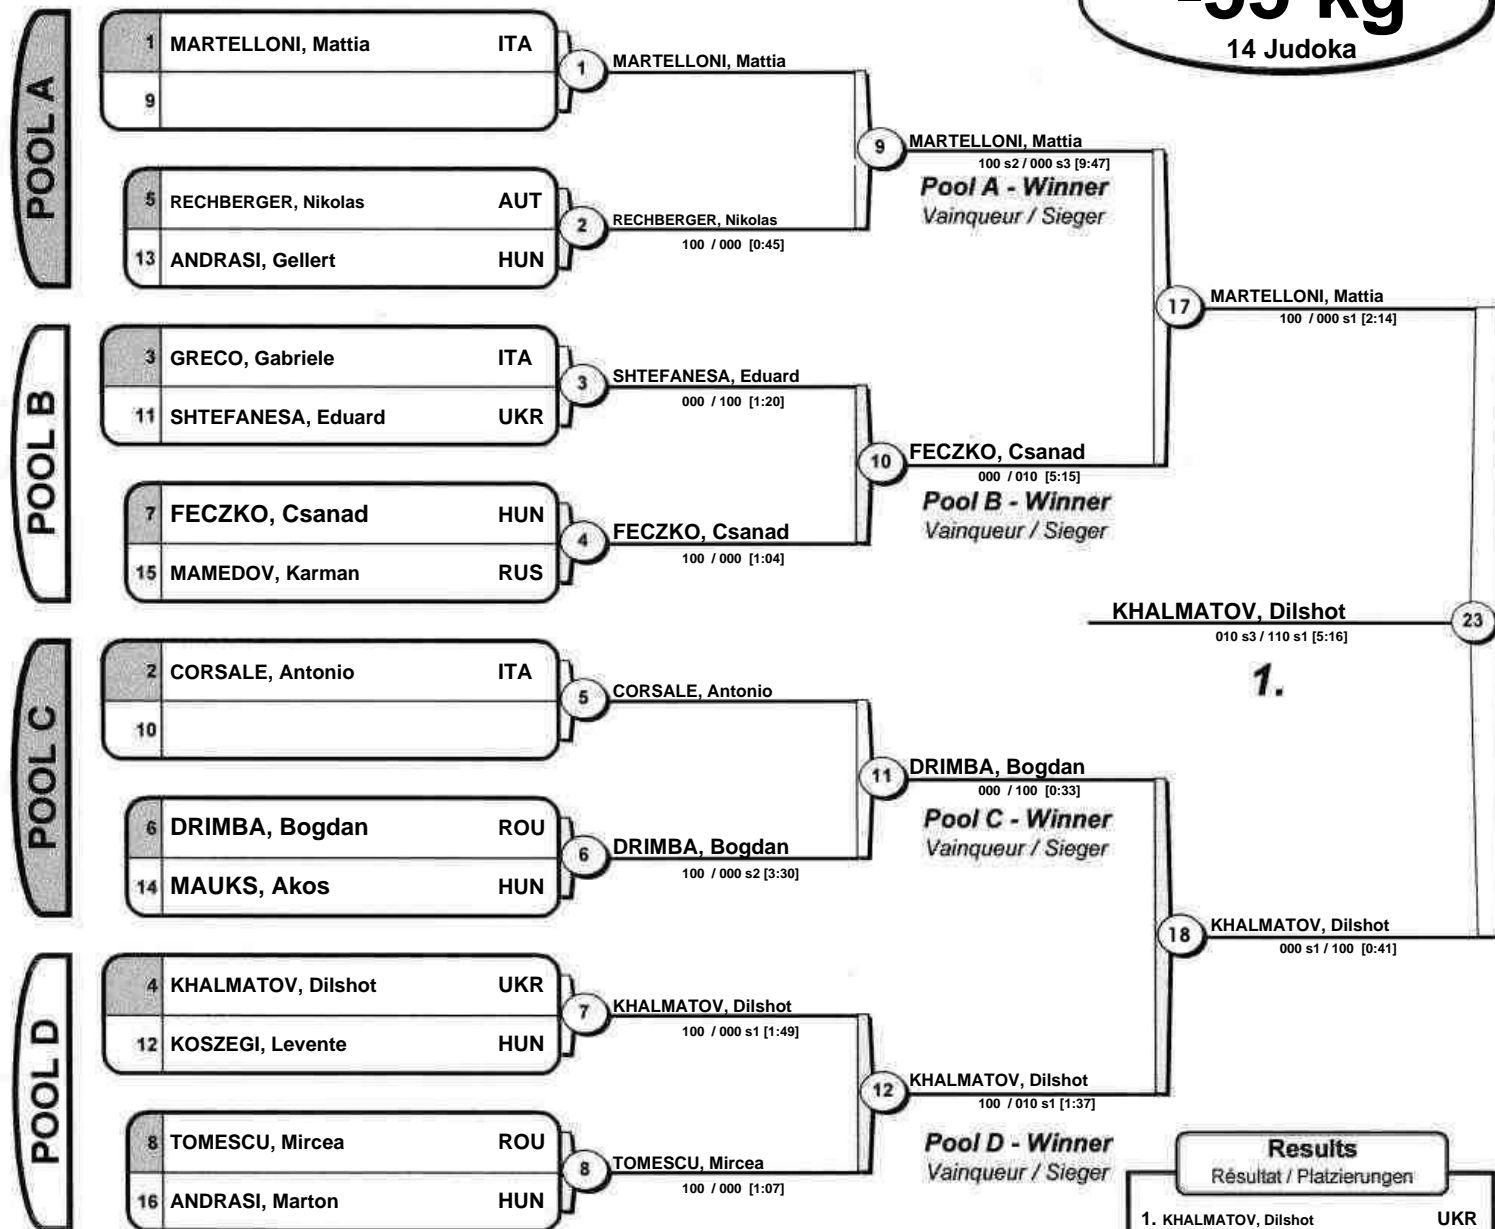 -55 kg
14 Judoka
POOL A
1 MARTELLONI, Mattia ITA
9
1 MARTELLONI, Mattia
5 RECHBERGER, Nikolas AUT
13 ANDRASI, Gellert HUN
2 RECHBERGER, Nikolas
100 / 000 [0:45]
9 MARTELLONI, Mattia
100 s2 / 000 s3 [9:47]
Pool A - Winner
Vainqueur / Sieger
POOL B
3 GRECO, Gabriele ITA
11 SHTEFANESA, Eduard UKR
3 SHTEFANESA, Eduard
000 / 100 [1:20]
7 FECZKO, Csanad HUN
15 MAMEDOV, Karman RUS
4 FECZKO, Csanad
100 / 000 [1:04]
10 FECZKO, Csanad
000 / 010 [5:15]
Pool B - Winner
Vainqueur / Sieger
17 MARTELLONI, Mattia
100 / 000 s1 [2:14]
KHALMATOV, Dilshot 23
010 s3 / 110 s1 [5:16]
1.
POOL C
2 CORSALE, Antonio ITA
10
5 CORSALE, Antonio
6 DRIMBA, Bogdan ROU
14 MAUKS, Akos HUN
6 DRIMBA, Bogdan
100 / 000 s2 [3:30]
11 DRIMBA, Bogdan
000 / 100 [0:33]
Pool C - Winner
Vainqueur / Sieger
POOL D
4 KHALMATOV, Dilshot UKR
12 KOSZEGI, Levente HUN
7 KHALMATOV, Dilshot
100 / 000 s1 [1:49]
8 TOMESCU, Mircea ROU
16 ANDRASI, Marton HUN
8 TOMESCU, Mircea
100 / 000 [1:07]
12 KHALMATOV, Dilshot
100 / 010 s1 [1:37]
Pool D - Winner
Vainqueur / Sieger
18 KHALMATOV, Dilshot
000 s1 / 100 [0:41]
Results
Résultat / Platzierungen
1. KHALMATOV, Dilshot UKR